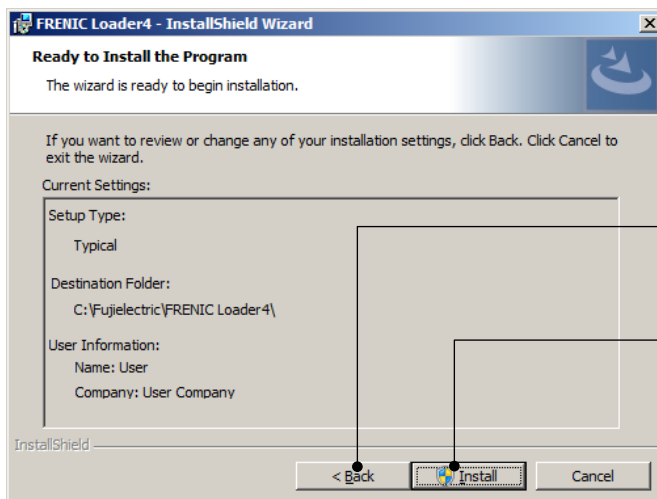 FRENIC Loader4 - InstallShield Wizard
Ready to Install the Program
The wizard is ready to begin installation.
If you want to review or change any of your installation settings, click Back. Click Cancel to
exit the wizard.
Current Settings:
Setup Type:
Typical
Destination Folder:
C:\Fujielectric\FRENIC Loader4\
User Information:
Name: User
Company: User Company
InstallShield
< Back
Install
Cancel